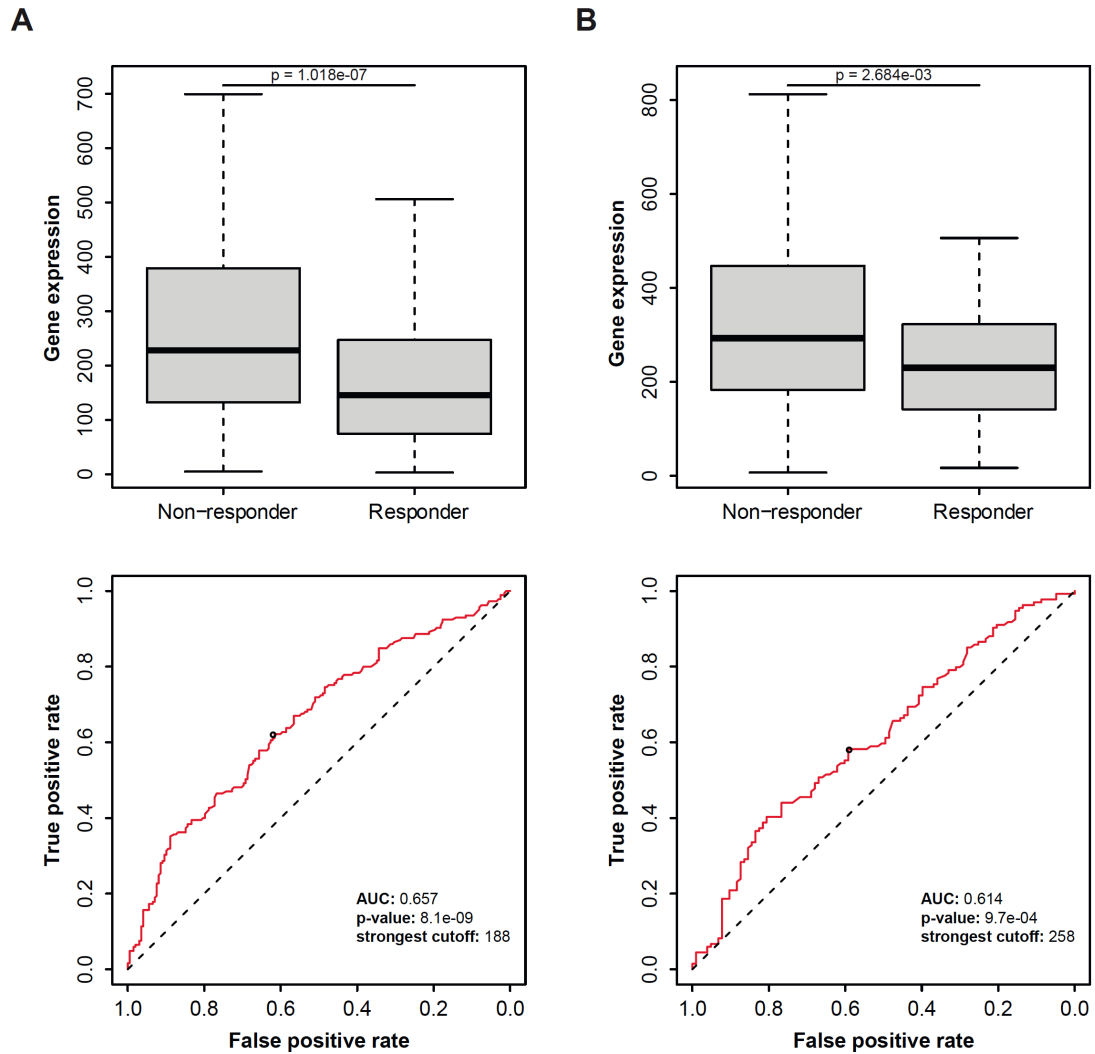 A
p = 1.018e-07
Gene expression
700
600
500
400
300
200
100
0
Non-responder
Responder
True positive rate
1.0
0.8
0.6
0.4
0.2
0.0
AUC: 0.657
p-value: 8.1e-09
strongest cutoff: 188
1.0 0.8 0.6 0.4 0.2 0.0
False positive rate
B
p = 2.684e-03
Gene expression
800
600
400
200
0
Non-responder
Responder
True positive rate
1.0
0.8
0.6
0.4
0.2
0.0
AUC: 0.614
p-value: 9.7e-04
strongest cutoff: 258
1.0 0.8 0.6 0.4 0.2 0.0
False positive rate